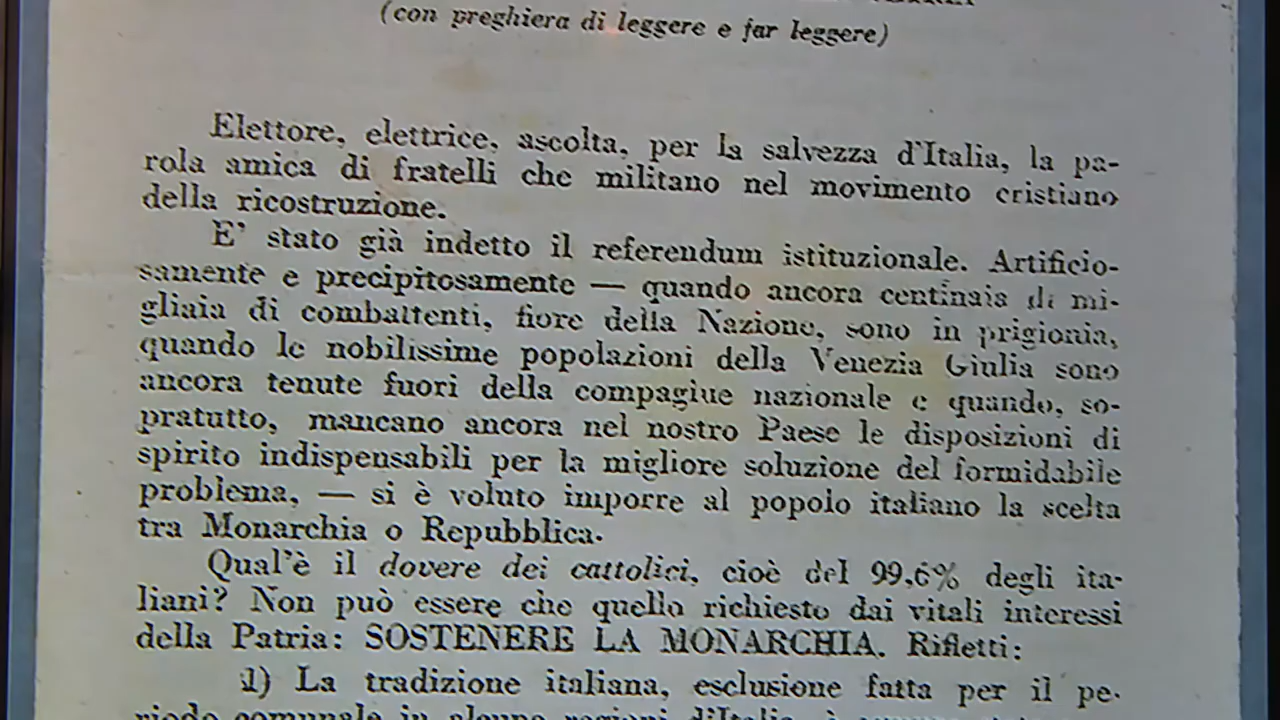 (con preghiera di leggere e far leggere)
Elettore, elettrice, ascolta, per la salvezza d'Italia, la pa-
rola amica di fratelli che militano nel movimento cristiano
della ricostruzione.
E' stato già indetto il referendum istituzionale. Artificio-
samente e precipitosamente — quando ancora centinaia di mi-
gliaia di combattenti, fiore della Nazione, sono in prigionia,
quando le nobilissime popolazioni della Venezia Giulia sono
ancora tenute fuori della compagine nazionale e quando, so-
pratutto, mancano ancora nel nostro Paese le disposizioni di
spirito indispensabili per la migliore soluzione del formidabile
problema, — si è voluto imporre al popolo italiano la scelta
tra Monarchia o Repubblica.
Qual'è il dovere dei cattolici, cioè del 99,6% degli ita-
liani? Non può essere che quello richiesto dai vitali interessi
della Patria: SOSTENERE LA MONARCHIA. Rifletti:
1) La tradizione italiana, esclusione fatta per il pe-
riodo comunale in alcune regioni d'Italia, è